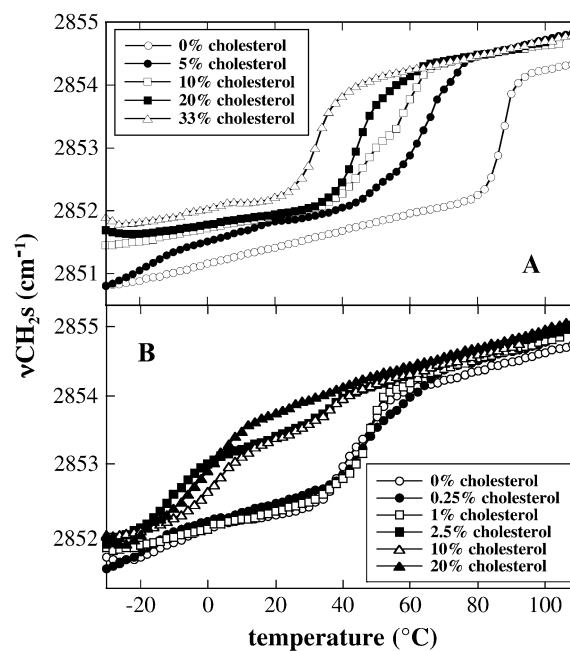 2855
2854
2853
2852
2851
0% cholesterol
5% cholesterol
10% cholesterol
20% cholesterol
33% cholesterol
A
νCH₂s (cm⁻¹)
B
2855
2854
2853
2852
0% cholesterol
0.25% cholesterol
1% cholesterol
2.5% cholesterol
10% cholesterol
20% cholesterol
-20 0 20 40 60 80 100
temperature (°C)